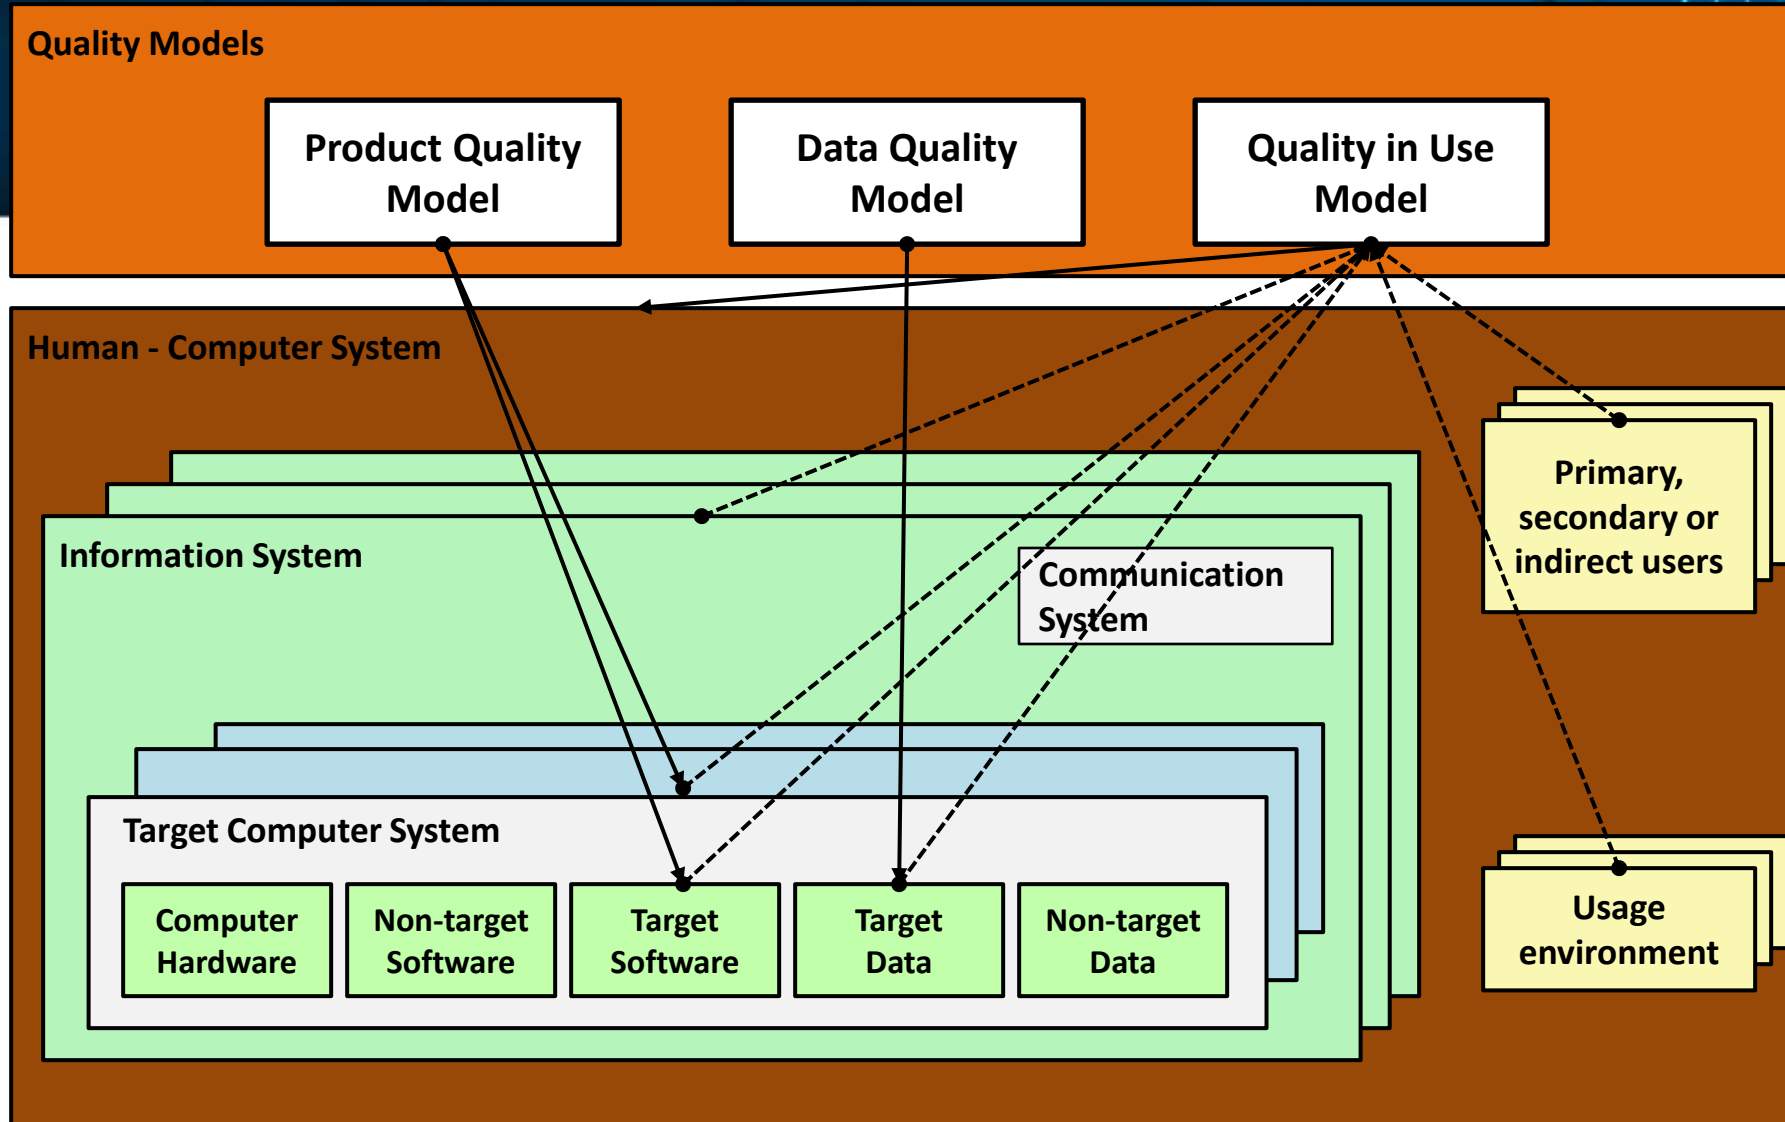 Quality Models
Product Quality
Model
Data Quality
Model
Quality in Use
Model
Human - Computer System
Primary,
secondary or
indirect users
Information System
Communication
System
Target Computer System
Computer
Hardware
Non-target
Software
Target
Software
Target
Data
Non-target
Data
Usage
environment